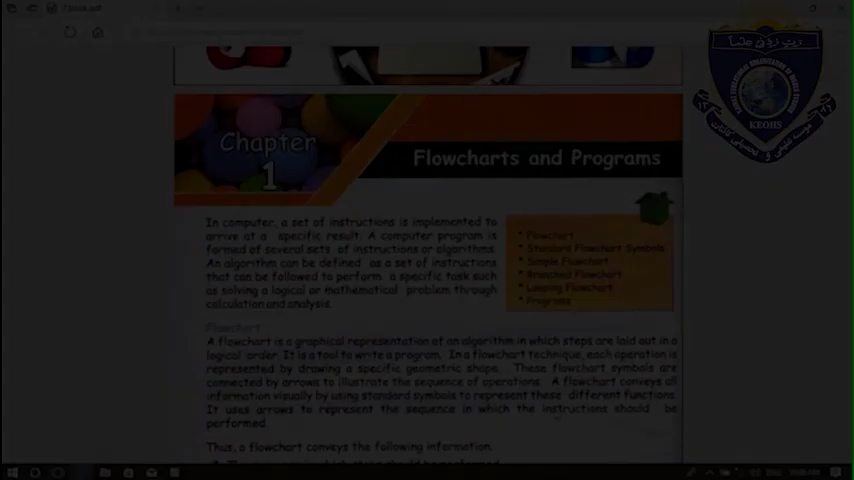 7 book.pdf
Chapter
1
Flowcharts and Programs
In computer, a set of instructions is implemented to
arrive at a specific result. A computer program is
formed of several sets of instructions or algorithms.
An algorithm can be defined as a set of instructions
that can be followed to perform a specific task such
as solving a logical or mathematical problem through
calculation and analysis.
* Flowchart
* Standard Flowchart Symbols
* Simple Flowchart
* Branched Flowchart
* Looping Flowchart
* Programs
Flowchart
A flowchart is a graphical representation of an algorithm in which steps are laid out in a
logical order. It is a tool to write a program. In a flowchart technique, each operation is
represented by drawing a specific geometric shape. These flowchart symbols are
connected by arrows to illustrate the sequence of operations. A flowchart conveys all
information visually by using standard symbols to represent these different functions.
It uses arrows to represent the sequence in which the instructions should be
performed.
Thus, a flowchart conveys the following information.
KEOHS